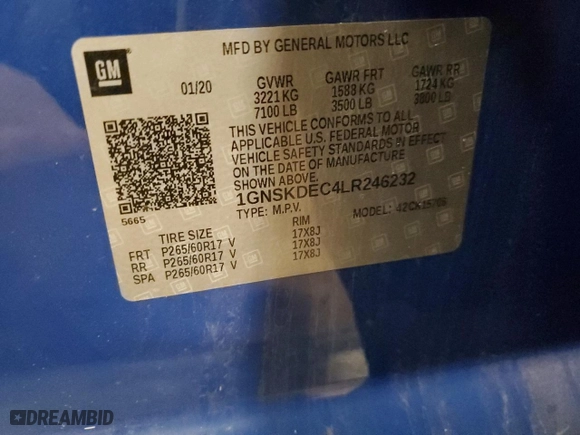 MFD BY GENERAL MOTORS LLC
GM
01/20 GVWR GAWR FRT GAWR RR
3221 KG 1588 KG 1724 KG
7100 LB 3500 LB 3800 LB
THIS VEHICLE CONFORMS TO ALL
APPLICABLE U.S. FEDERAL MOTOR
VEHICLE SAFETY STANDARDS IN EFFECT
ON THE DATE OF MANUFACTURE
SHOWN ABOVE.
1GNSKDEC4LR246232
TYPE: M.P.V. MODEL:
5665
TIRE SIZE RIM
FRT P265/60R17 V 17X8J
RR P265/60R17 V 17X8J
SPA P265/60R17 V 17X8J
DREAMBID